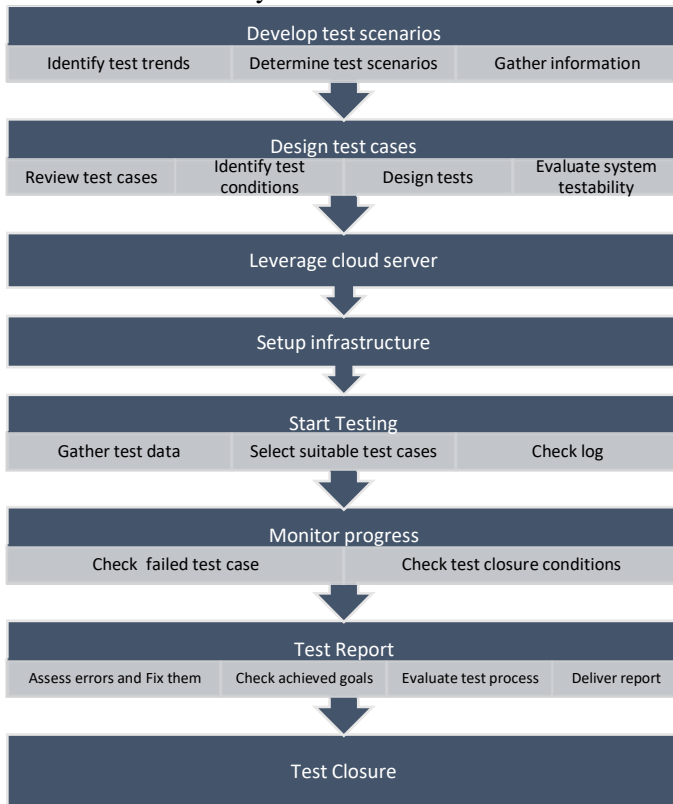 Develop test scenarios
Identify test trends
Determine test scenarios
Gather information
Design test cases
Review test cases
Identify test
conditions
Design tests
Evaluate system
testability
Leverage cloud server
Setup infrastructure
Start Testing
Gather test data
Select suitable test cases
Check log
Monitor progress
Check failed test case
Check test closure conditions
Test Report
Assess errors and Fix them
Check achieved goals
Evaluate test process
Deliver report
Test Closure